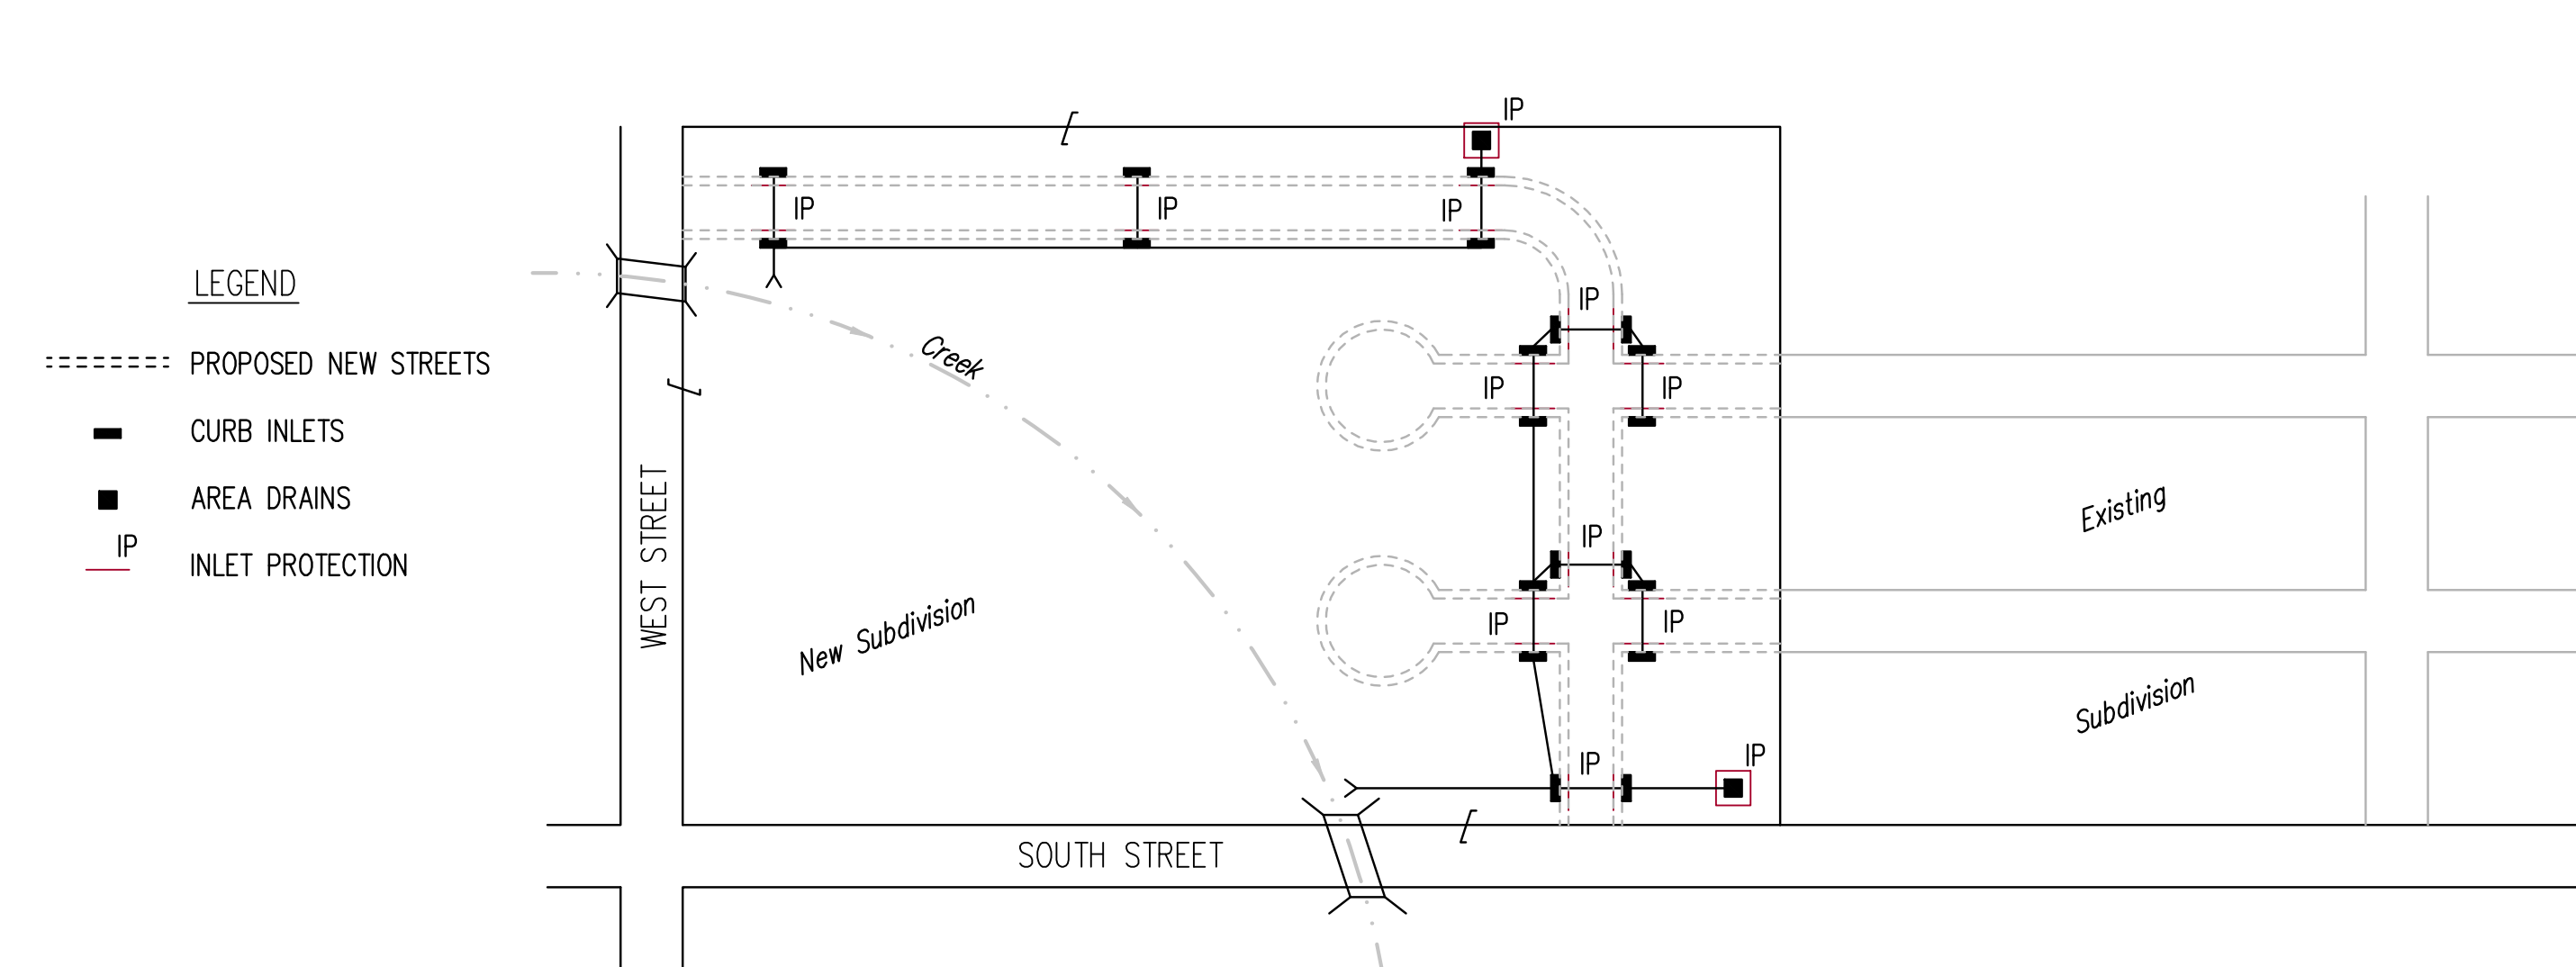 LEGEND
PROPOSED NEW STREETS
CURB INLETS
AREA DRAINS
IP
INLET PROTECTION
WEST STREET
SOUTH STREET
Creek
New Subdivision
Existing
Subdivision
IP
IP
IP
IP
IP
IP
IP
IP
IP
IP
IP
IP